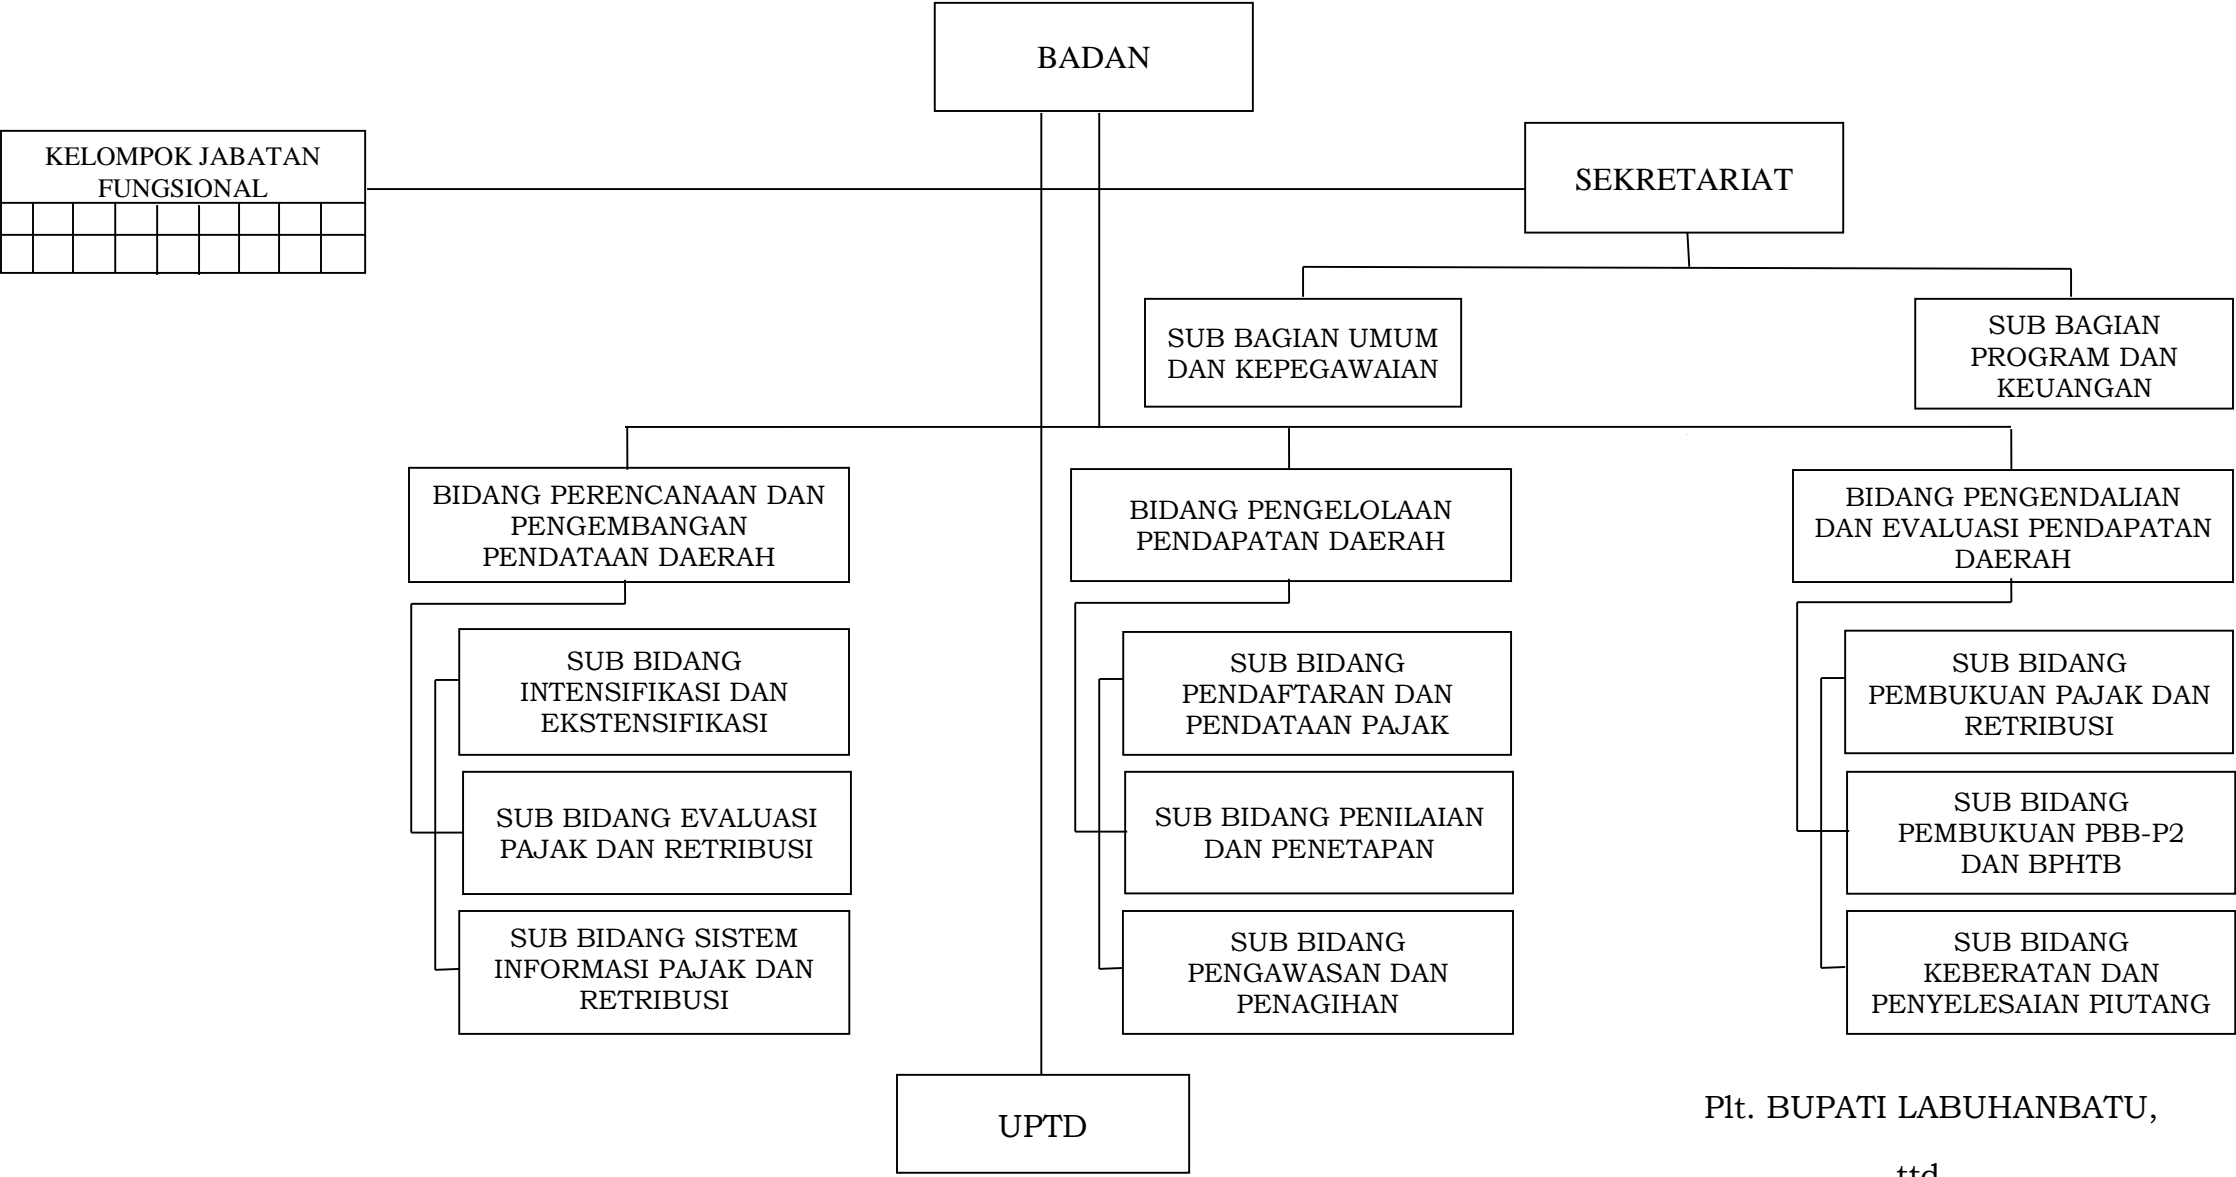 BADAN
KELOMPOK JABATAN
FUNGSIONAL
SEKRETARIAT
SUB BAGIAN UMUM
DAN KEPEGAWAIAN
SUB BAGIAN
PROGRAM DAN
KEUANGAN
BIDANG PERENCANAAN DAN
PENGEMBANGAN
PENDATAAN DAERAH
BIDANG PENGELOLAAN
PENDAPATAN DAERAH
BIDANG PENGENDALIAN
DAN EVALUASI PENDAPATAN
DAERAH
SUB BIDANG
INTENSIFIKASI DAN
EKSTENSIFIKASI
SUB BIDANG
PENDAFTARAN DAN
PENDATAAN PAJAK
SUB BIDANG
PEMBUKUAN PAJAK DAN
RETRIBUSI
SUB BIDANG EVALUASI
PAJAK DAN RETRIBUSI
SUB BIDANG PENILAIAN
DAN PENETAPAN
SUB BIDANG
PEMBUKUAN PBB-P2
DAN BPHTB
SUB BIDANG SISTEM
INFORMASI PAJAK DAN
RETRIBUSI
SUB BIDANG
PENGAWASAN DAN
PENAGIHAN
SUB BIDANG
KEBERATAN DAN
PENYELESAIAN PIUTANG
UPTD
Plt. BUPATI LABUHANBATU,
ttd